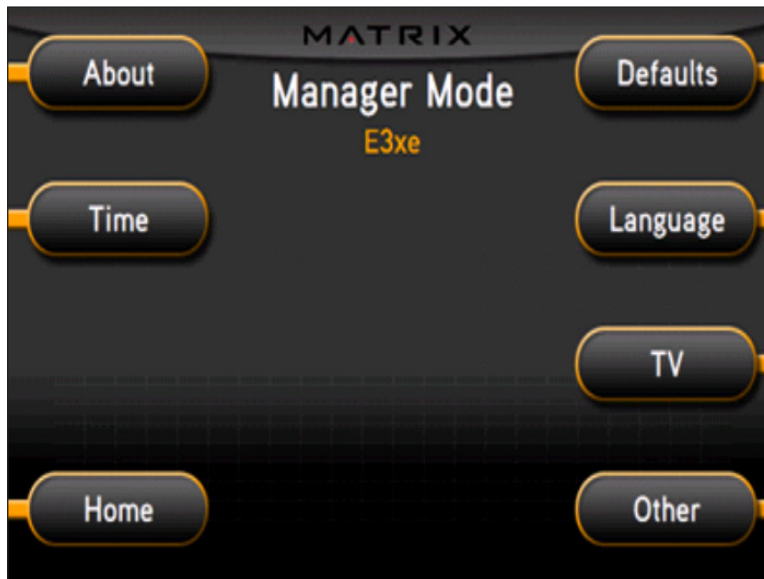 MATRIX
Manager Mode
E3xe
About
Defaults
Time
Language
TV
Home
Other